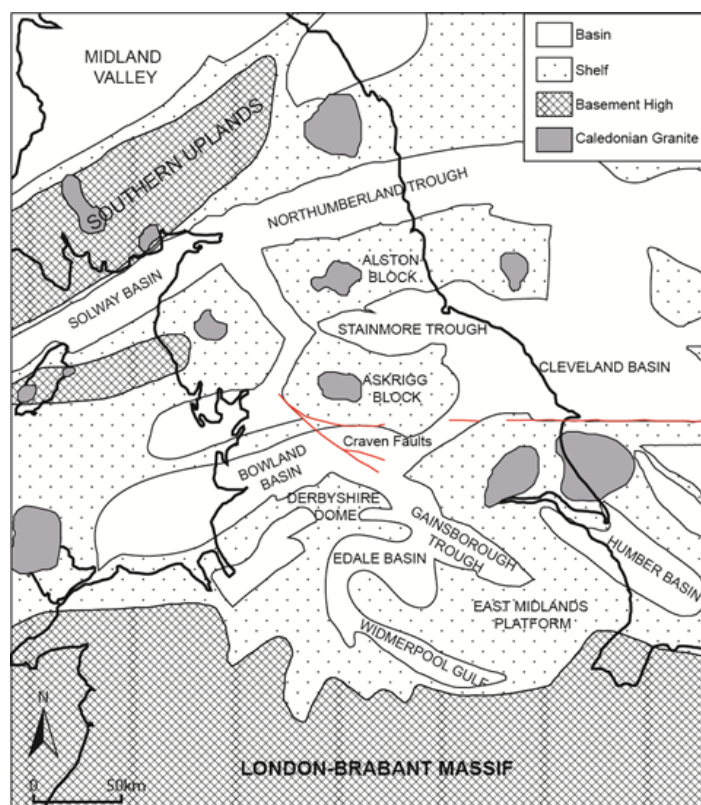 MIDLAND
VALLEY
Basin
Shelf
Basement High
Caledonian Granite
SOUTHERN UPLANDS
NORTHUMBERLAND TROUGH
ALSTON
BLOCK
SOLWAY BASIN
STAINMORE TROUGH
CLEVELAND BASIN
ASKRIGG
BLOCK
Craven Faults
BOWLAND
BASIN
DERBYSHIRE
DOME
GAINSBOROUGH
TROUGH
EDALE BASIN
HUMBER BASIN
EAST MIDLANDS
PLATFORM
WIDMERPOOL GULF
N
0 50km
LONDON-BRABANT MASSIF